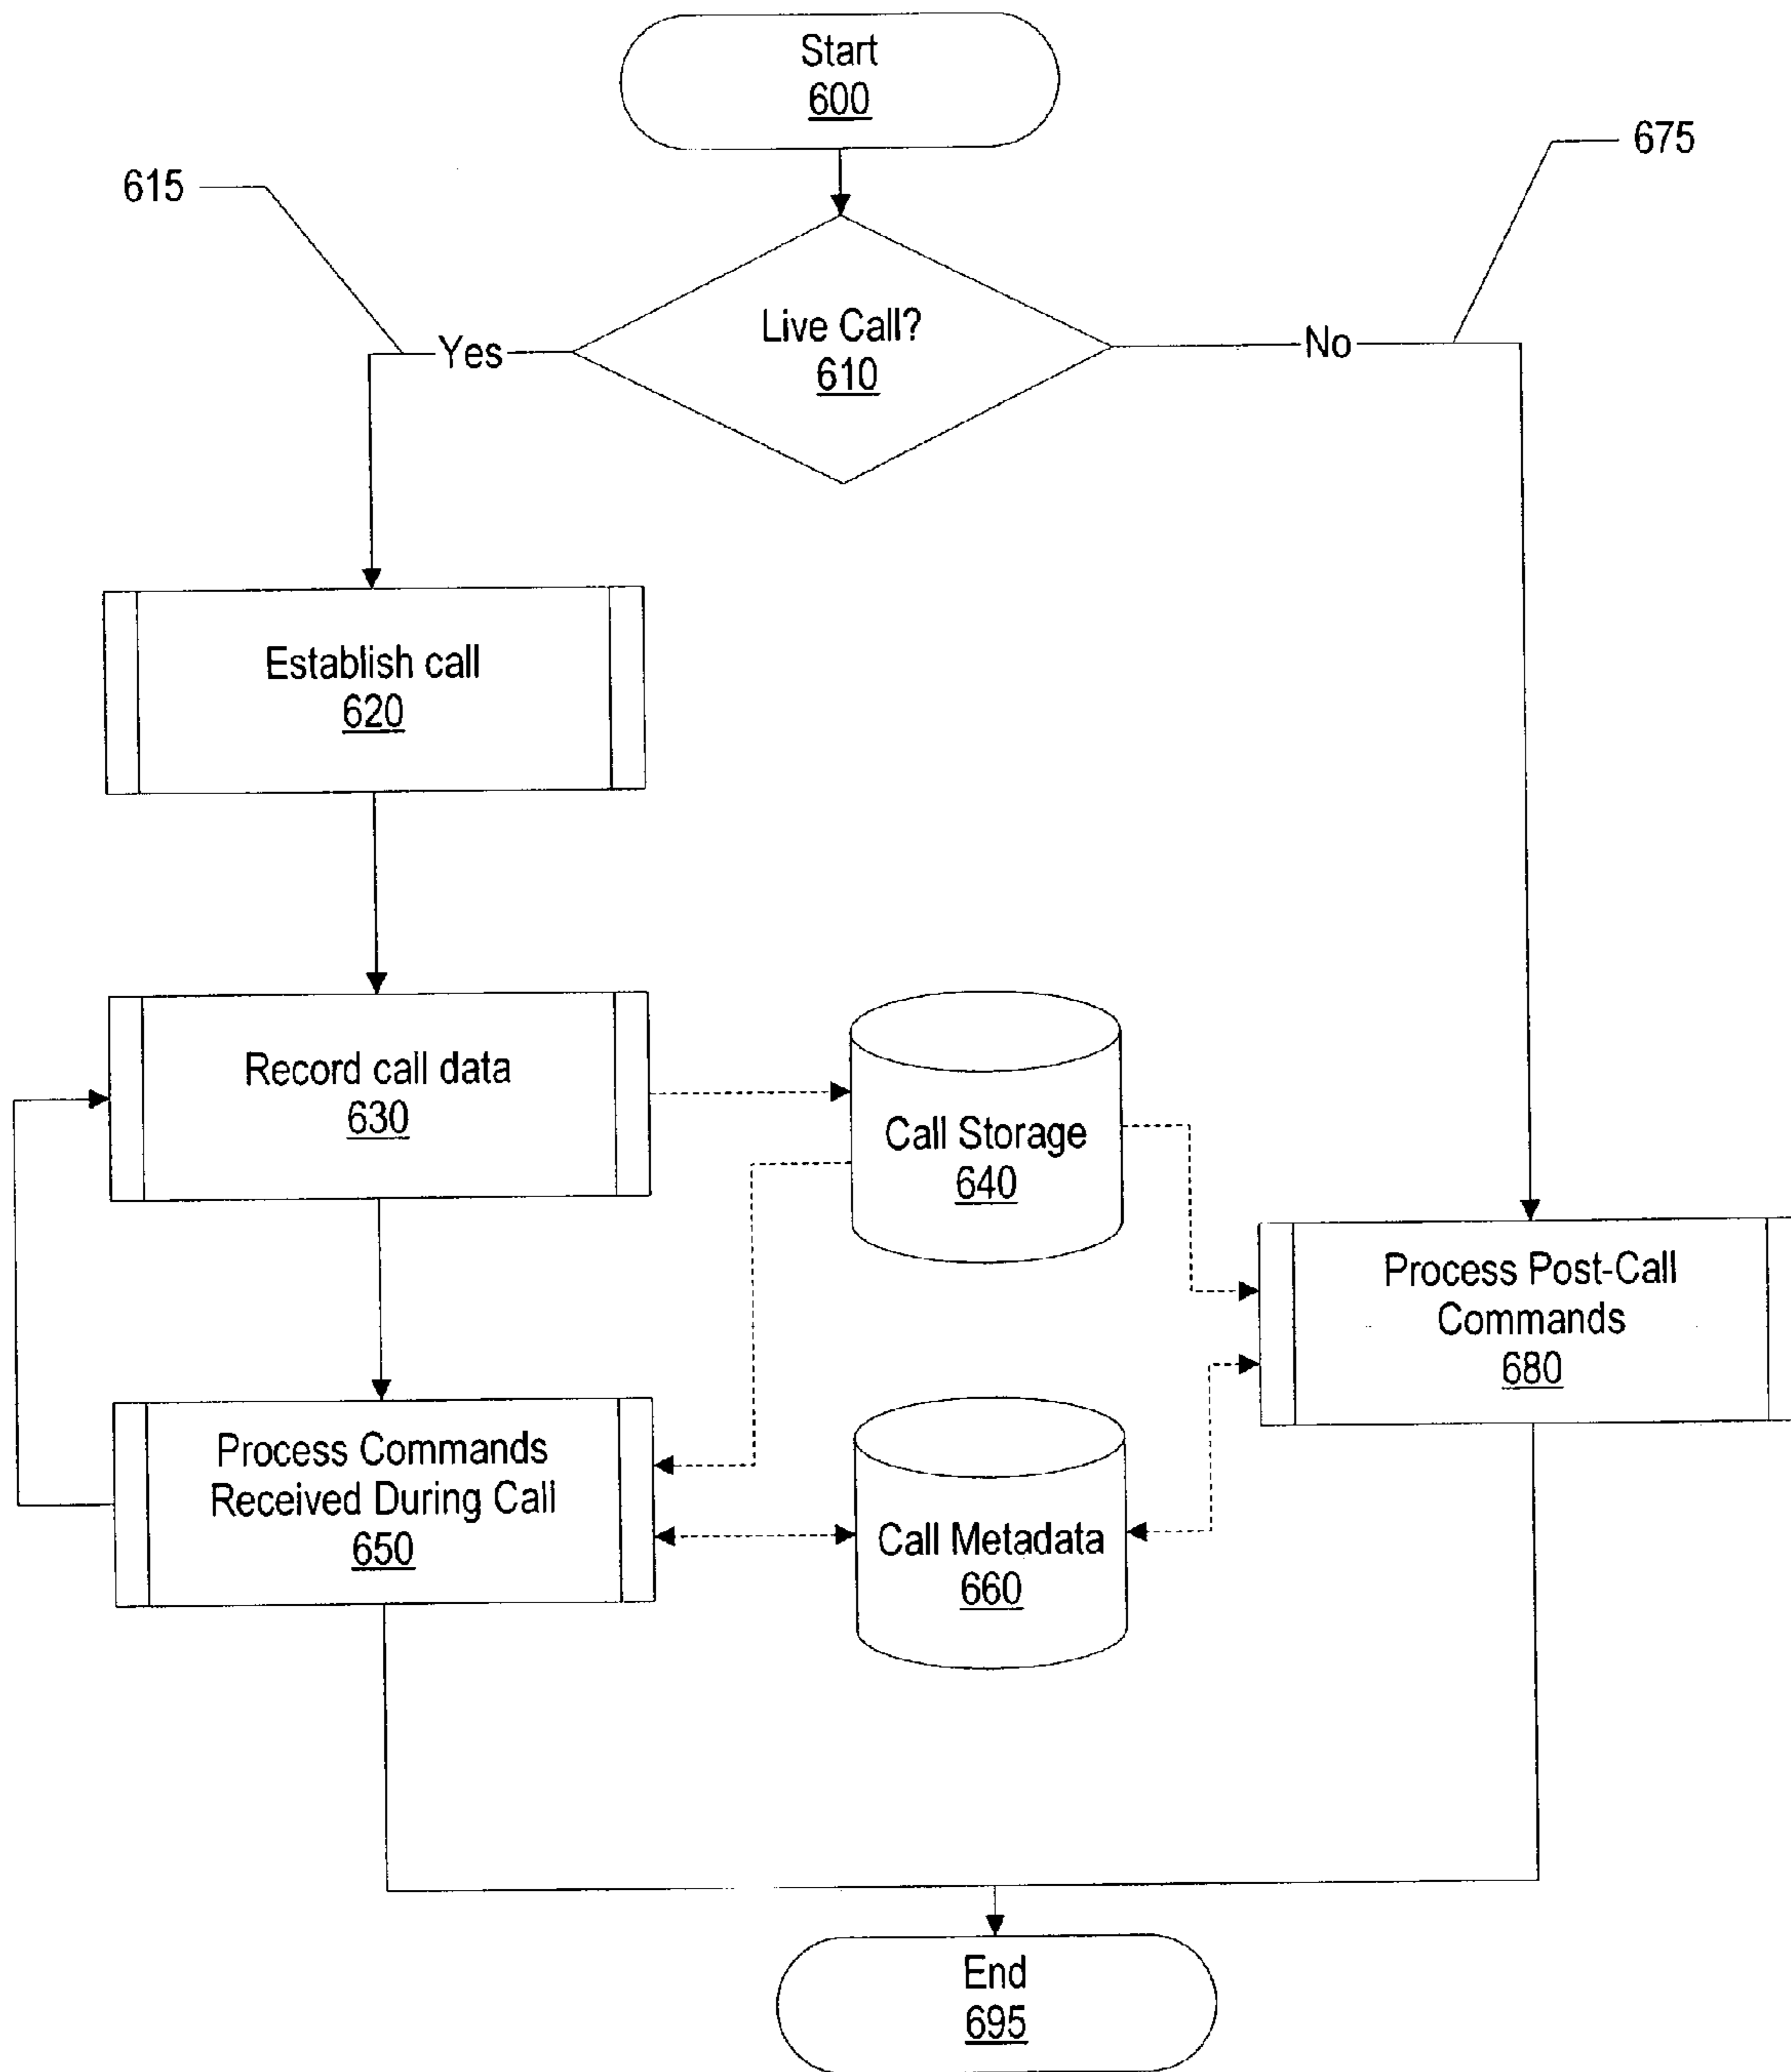 Start
600
675
615
Live Call?
610
Yes
No
Establish call
620
Record call data
630
Call Storage
640
Process Post-Call
Commands
680
Process Commands
Received During Call
650
Call Metadata
660
End
695